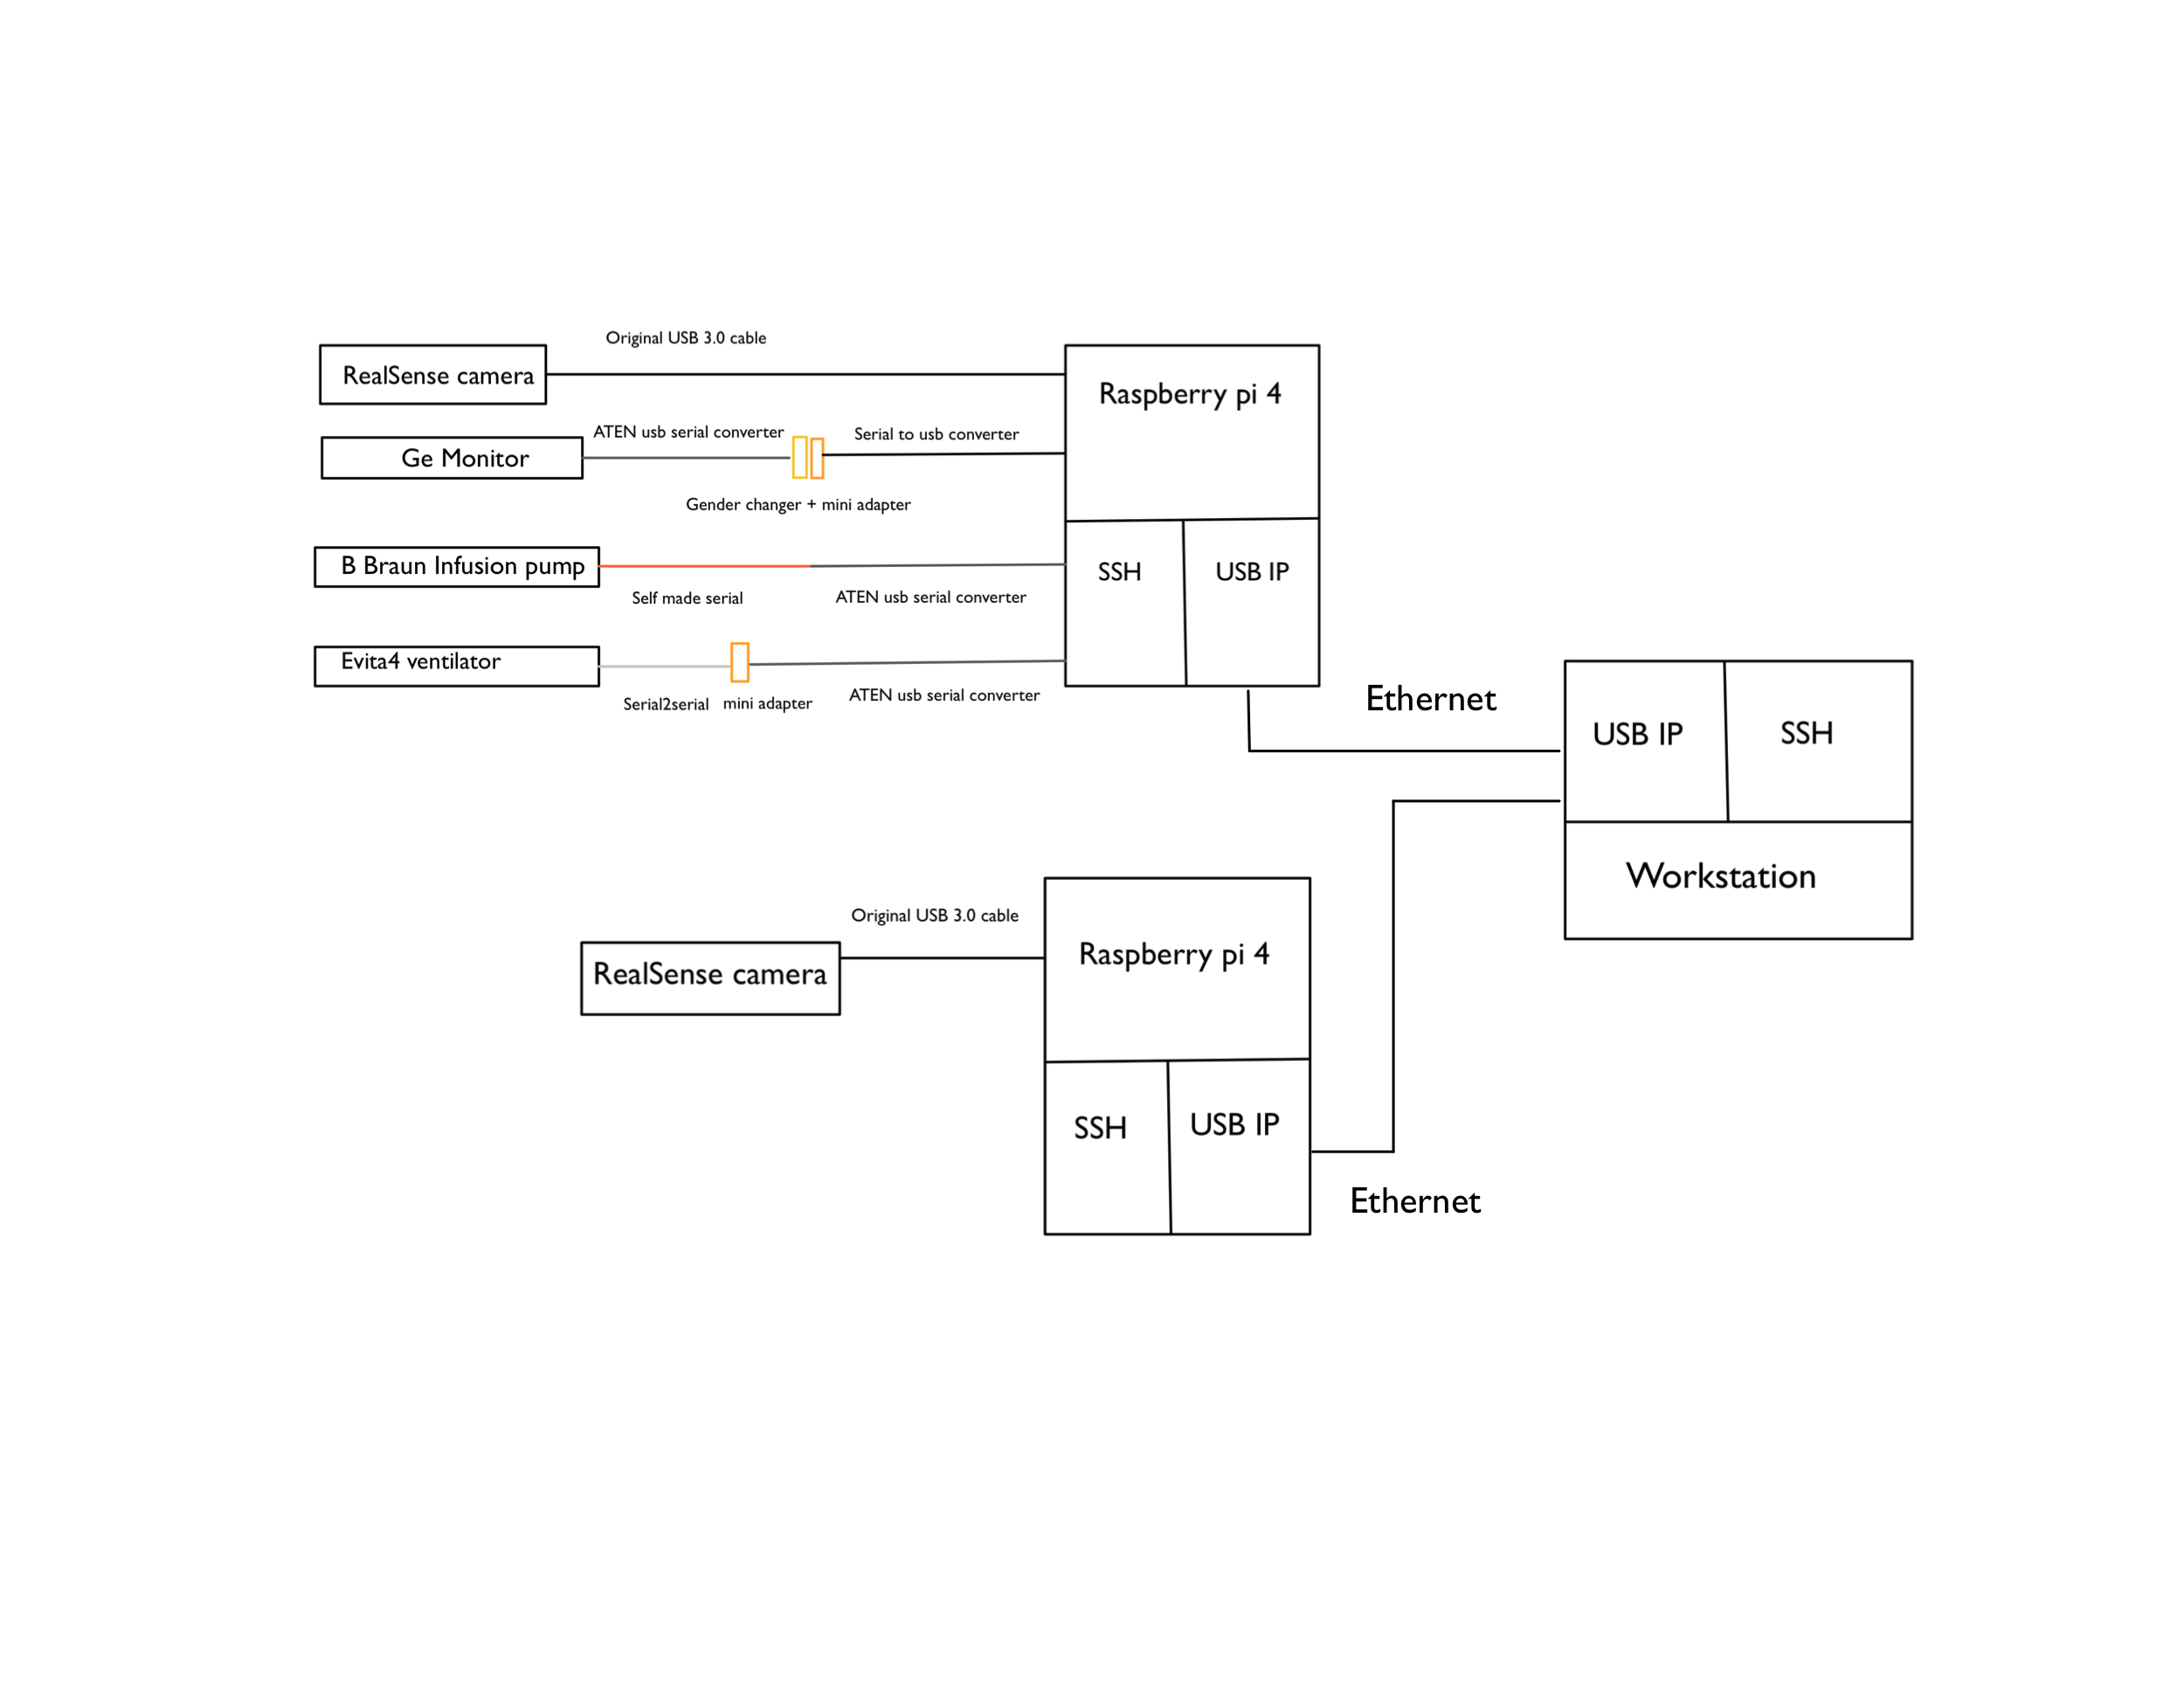 Original USB 3.0 cable
RealSense camera
Raspberry pi 4
ATEN usb serial converter
Serial to usb converter
Ge Monitor
Gender changer + mini adapter
B Braun Infusion pump
SSH
USB IP
Self made serial
ATEN usb serial converter
Evita4 ventilator
Serial2serial
mini adapter
ATEN usb serial converter
Ethernet
USB IP
SSH
Workstation
Original USB 3.0 cable
RealSense camera
Raspberry pi 4
SSH
USB IP
Ethernet